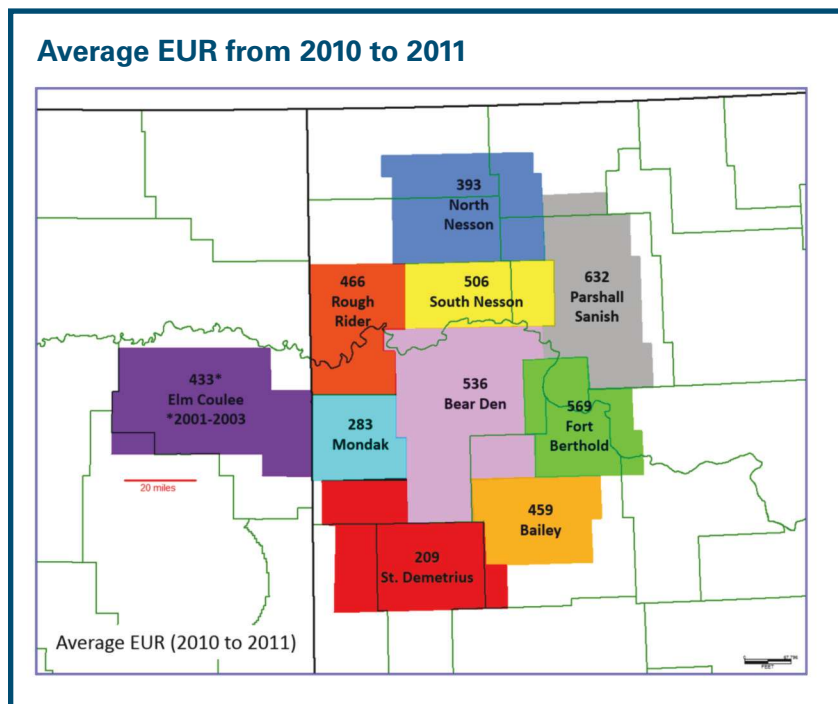 Average EUR from 2010 to 2011
393
North
Nesson
466
Rough
Rider
506
South Nesson
632
Parshall
Sanish
433*
Elm Coulee
*2001-2003
536
Bear Den
569
Fort
Berthold
283
Mondak
20 miles
459
Bailey
209
St. Demetrius
Average EUR (2010 to 2011)
FEET